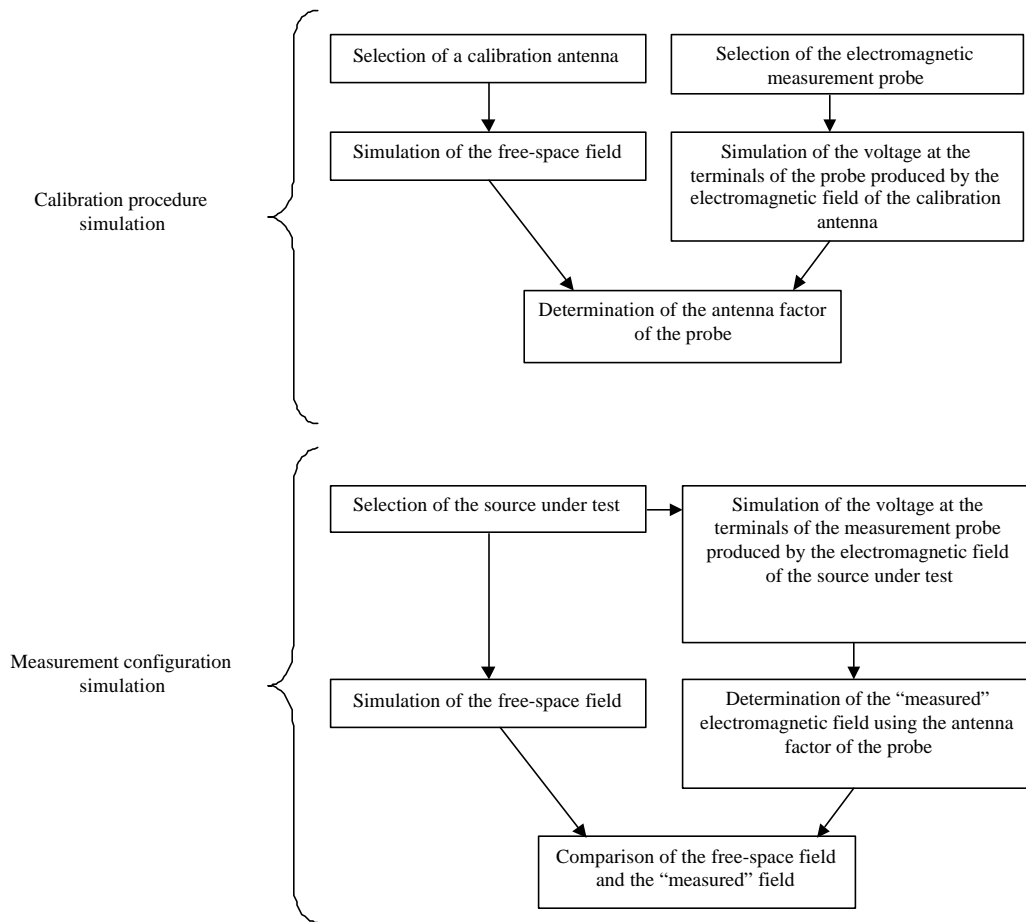 Calibration procedure
simulation
Selection of a calibration antenna
Selection of the electromagnetic
measurement probe
Simulation of the free-space field
Simulation of the voltage at the
terminals of the probe produced by the
electromagnetic field of the calibration
antenna
Determination of the antenna factor
of the probe
Measurement configuration
simulation
Selection of the source under test
Simulation of the voltage at the
terminals of the measurement probe
produced by the electromagnetic field
of the source under test
Simulation of the free-space field
Determination of the “measured”
electromagnetic field using the antenna
factor of the probe
Comparison of the free-space field
and the “measured” field